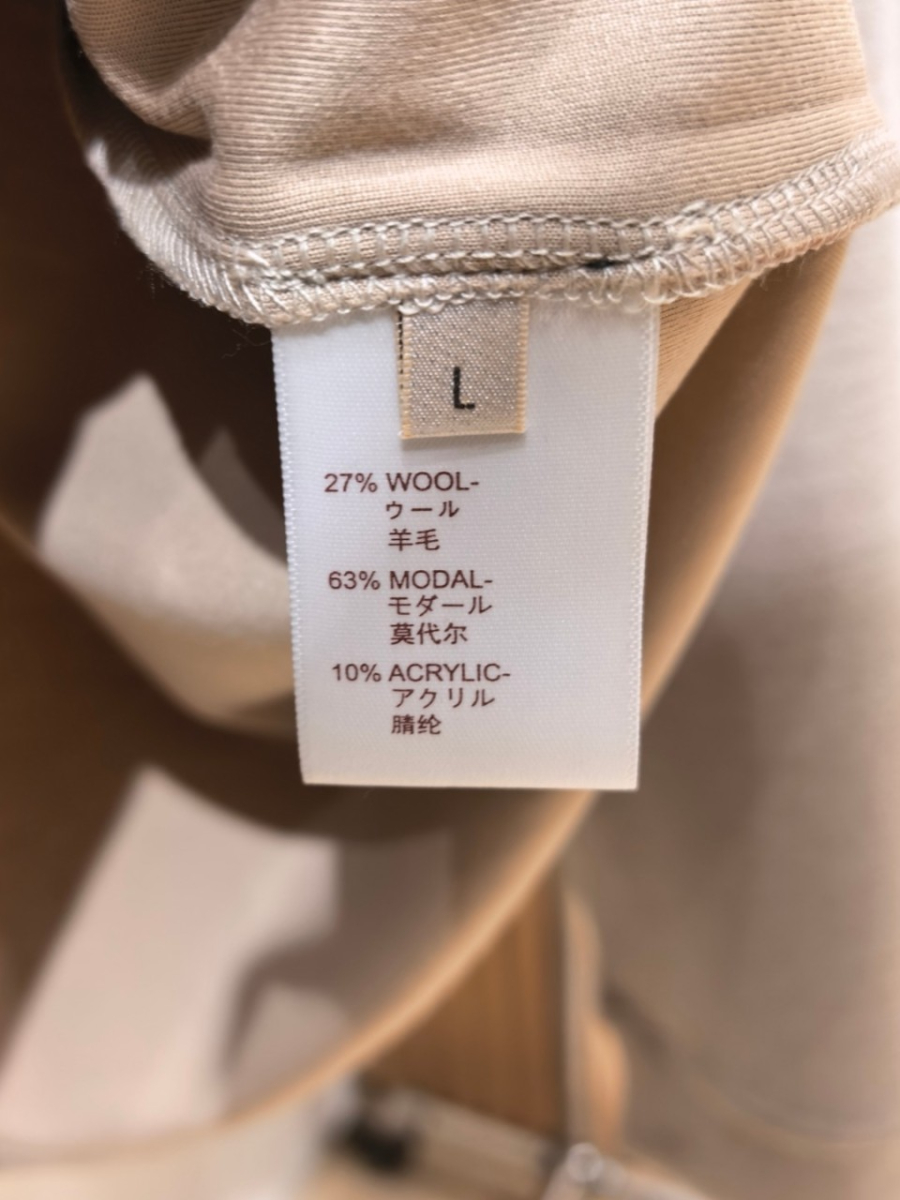 L
27% WOOL-
ウール
羊毛
63% MODAL-
モダール
莫代尔
10% ACRYLIC-
アクリル
腈纶